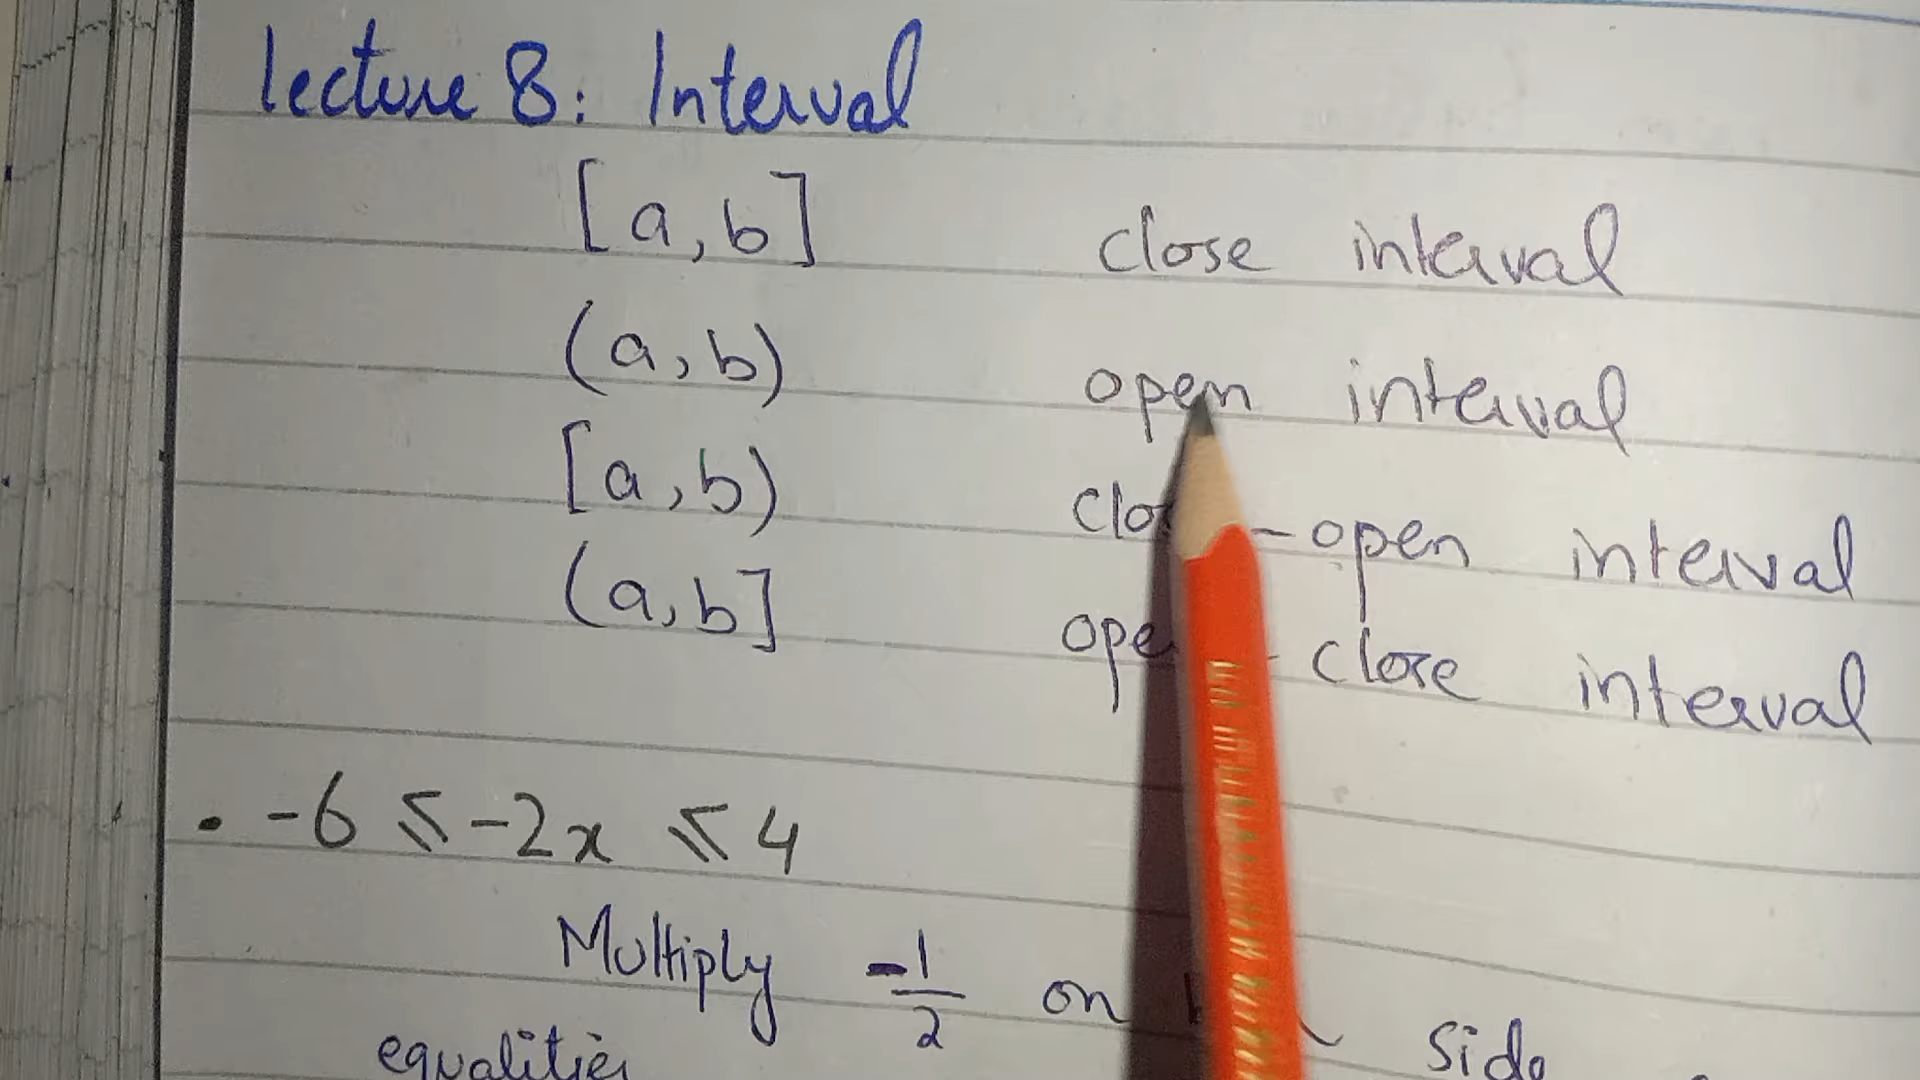 lecture 8: Interval
[a, b] close interval
(a, b) open interval
[a, b) - open interval
(a, b] - close interval
. -6 ≤ -2x ≤ 4
Multiply -1/2 on side
equalities